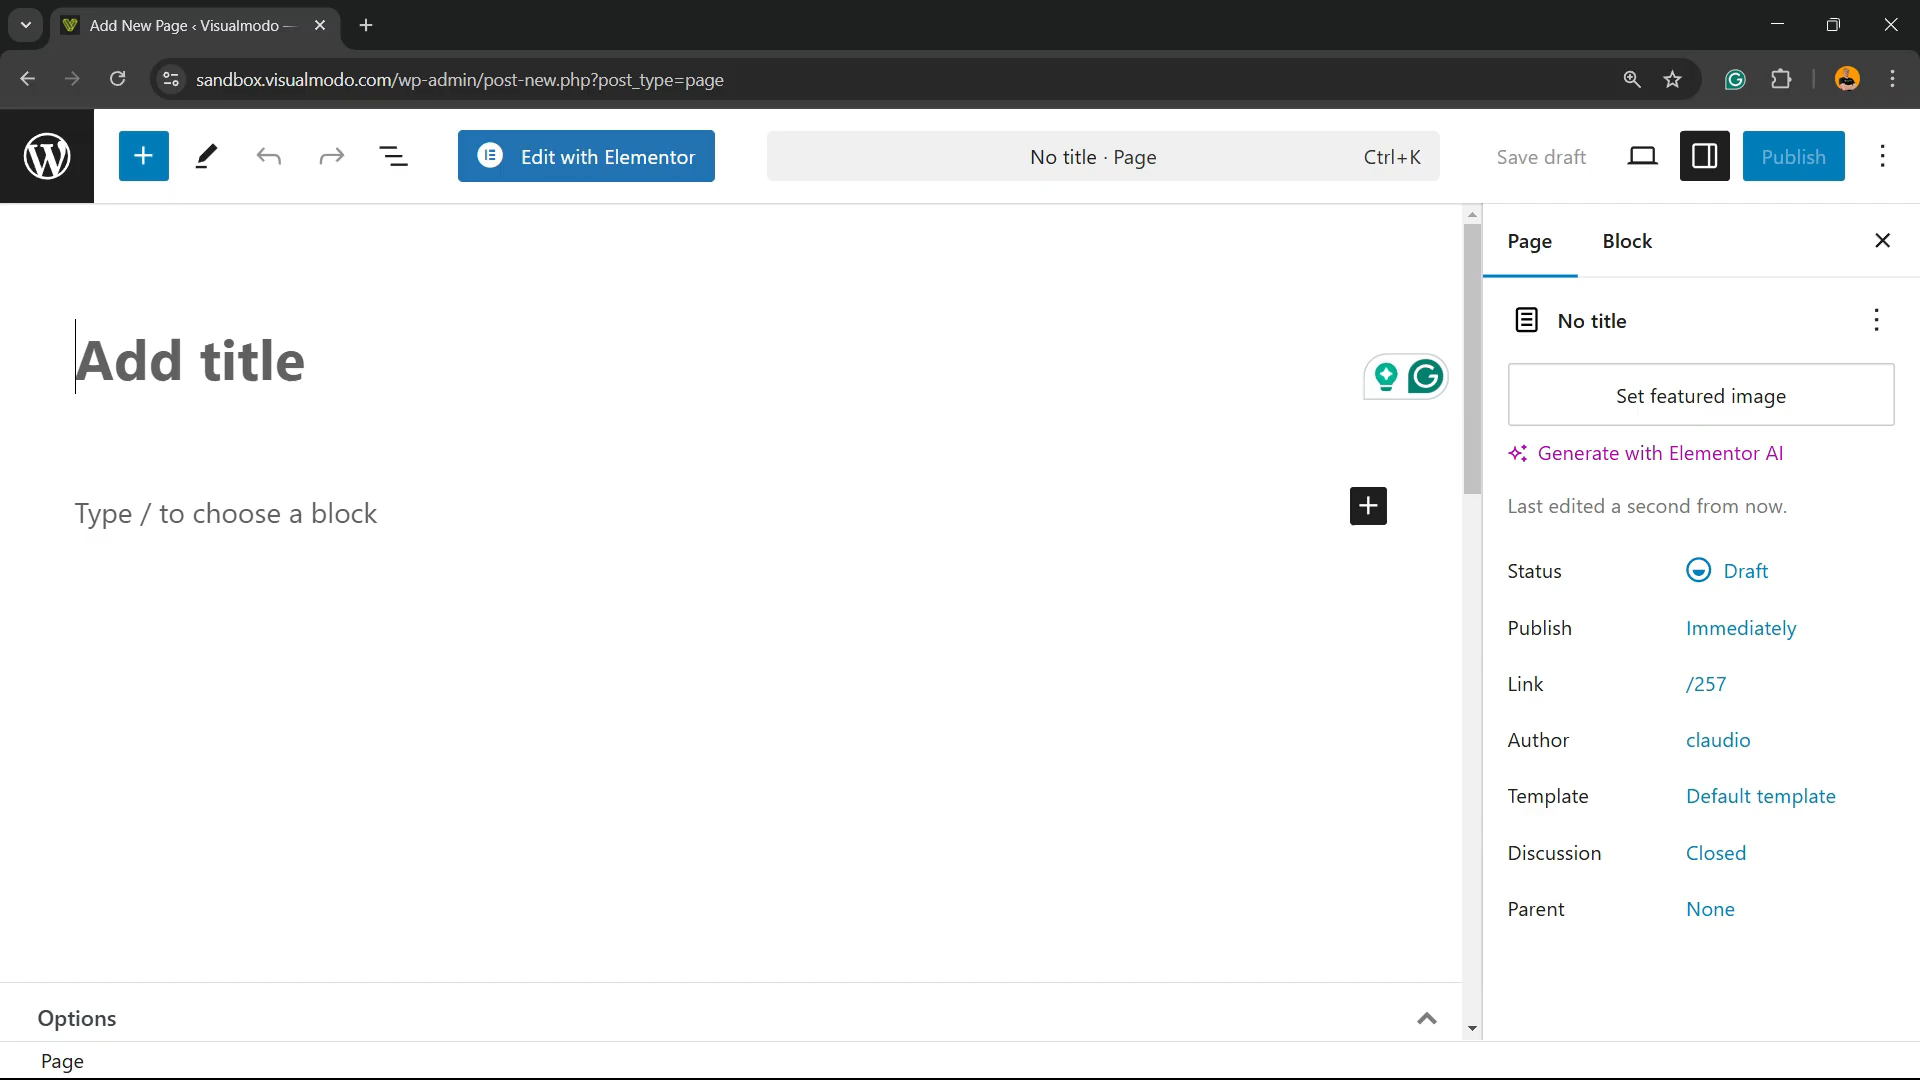 Add New Page ‹ Visualmodo —
sandbox.visualmodo.com/wp-admin/post-new.php?post_type=page
Edit with Elementor
No title · Page
Ctrl+K
Save draft
Publish
Page
Block
No title
Add title
Set featured image
Generate with Elementor AI
Type / to choose a block
Last edited a second from now.
Status Draft
Publish Immediately
Link /257
Author claudio
Template Default template
Discussion Closed
Parent None
Options
Page